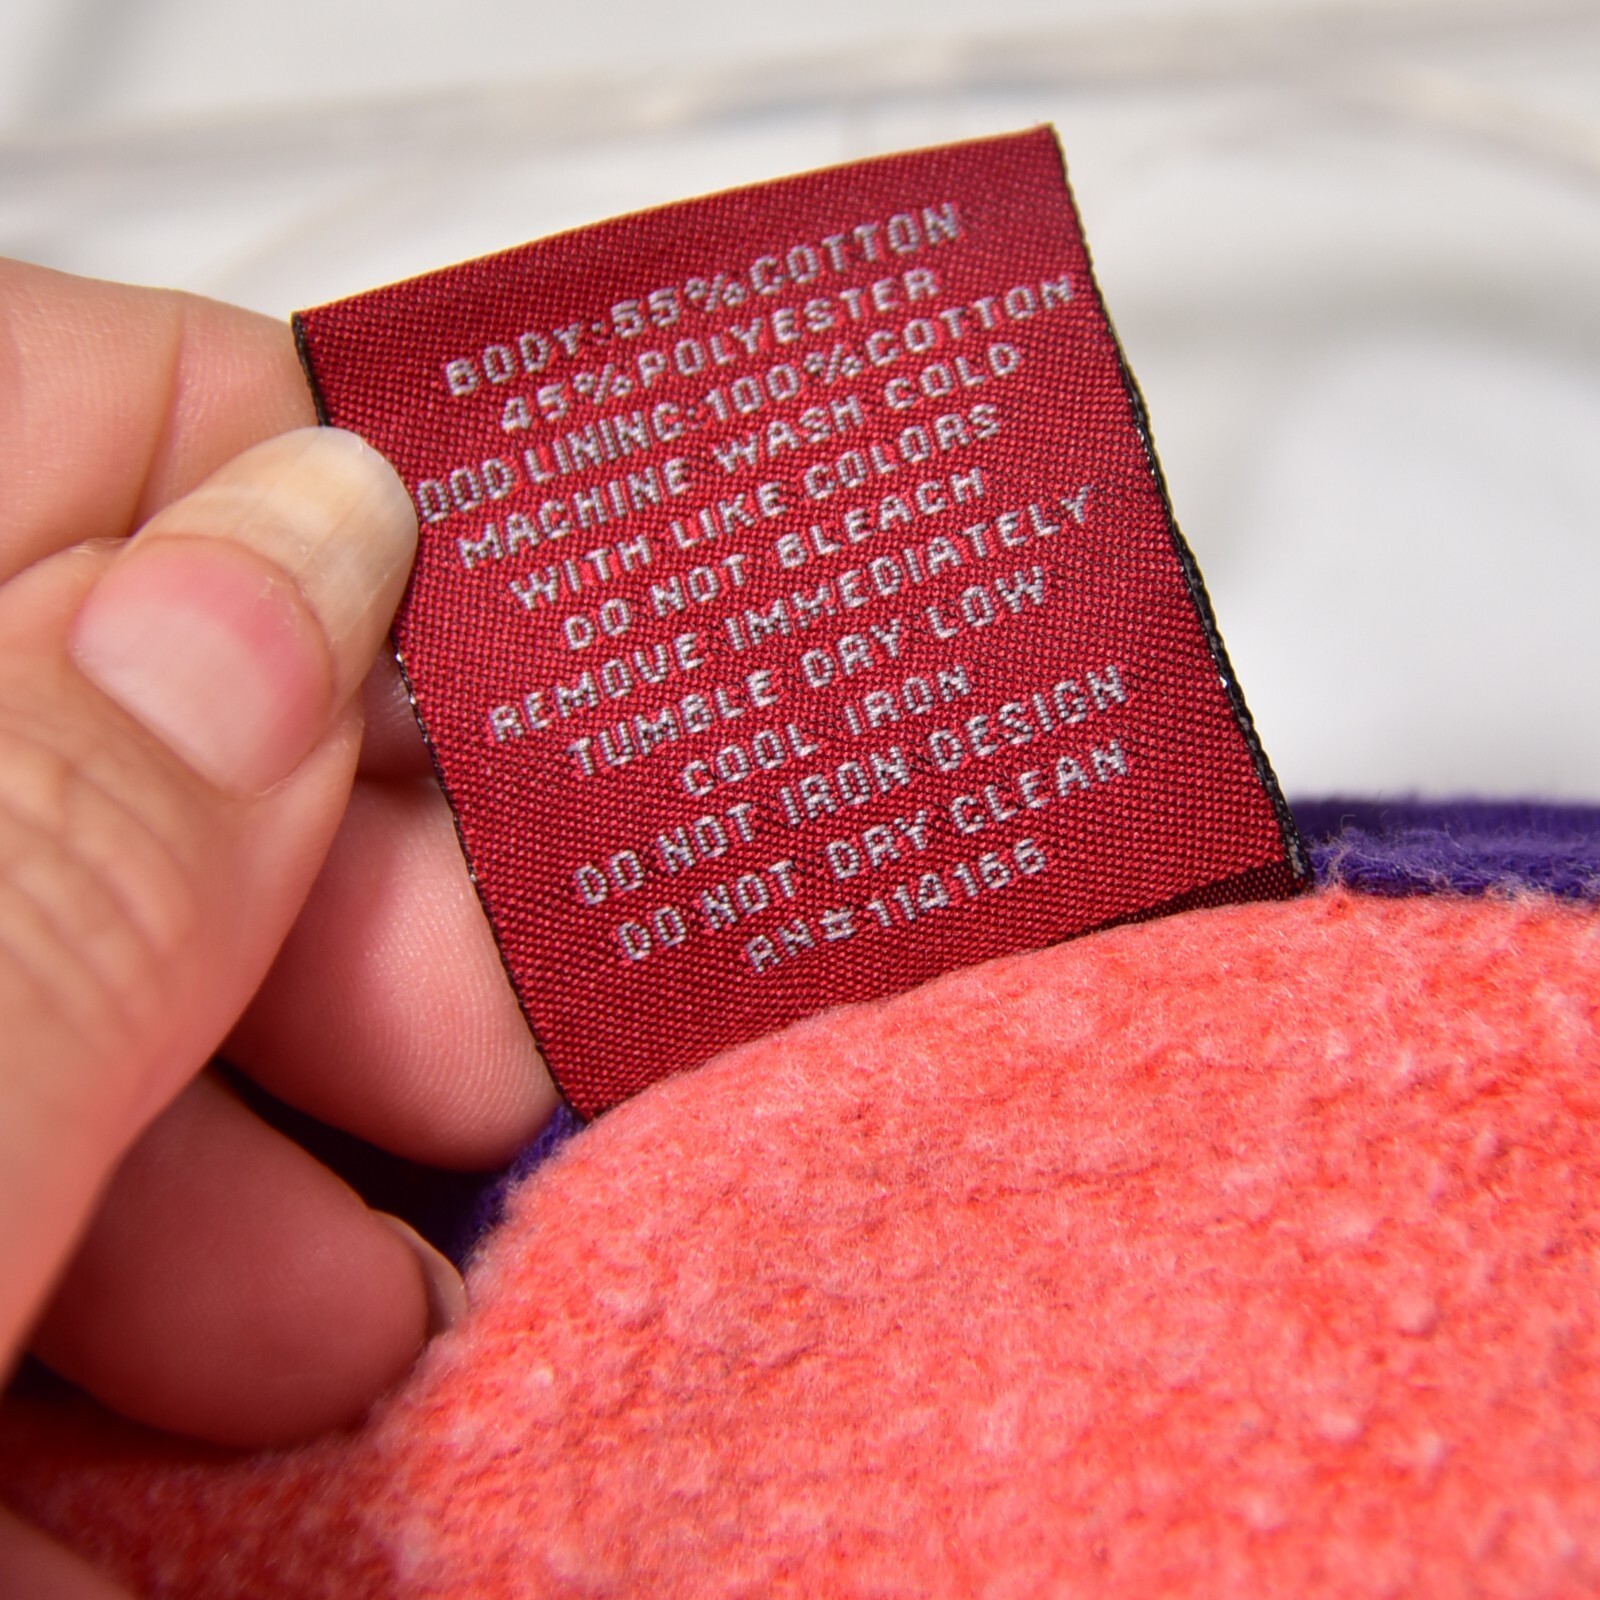 BODY:55%COTTON
45%POLYESTER
OOD LINING:100%COTTON
MACHINE WASH COLD
WITH LIKE COLORS
DO NOT BLEACH
REMOVE IMMEDIATELY
TUMBLE DRY LOW
COOL IRON
DO NOT IRON DESIGN
DO NOT DRY CLEAN
RN#114166